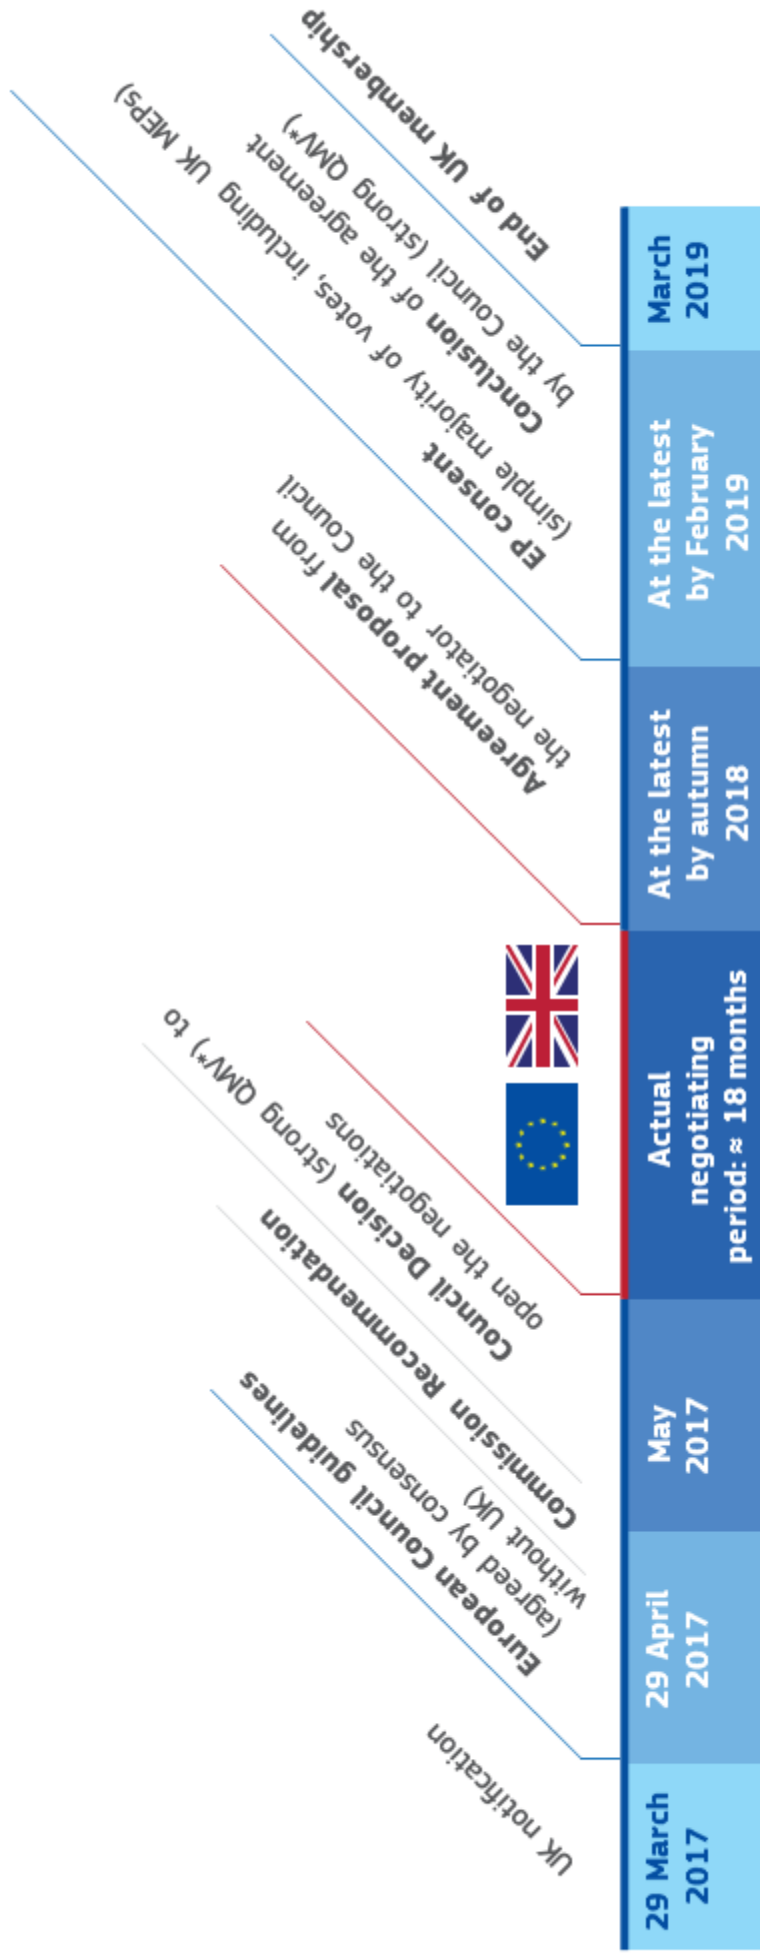 UK notification
European Council guidelines
(agreed by consensus
without UK)
Commission Recommendation
Council Decision (strong QMV*) to
open the negotiations
Agreement proposal from
the negotiator to the Council
EP consent
(simple majority of votes, including UK MEPs)
Conclusion of the agreement
by the Council (strong QMV*)
End of UK membership
29 March
2017
29 April
2017
May
2017
Actual
negotiating
period: ≈ 18 months
At the latest
by autumn
2018
At the latest
by February
2019
March
2019